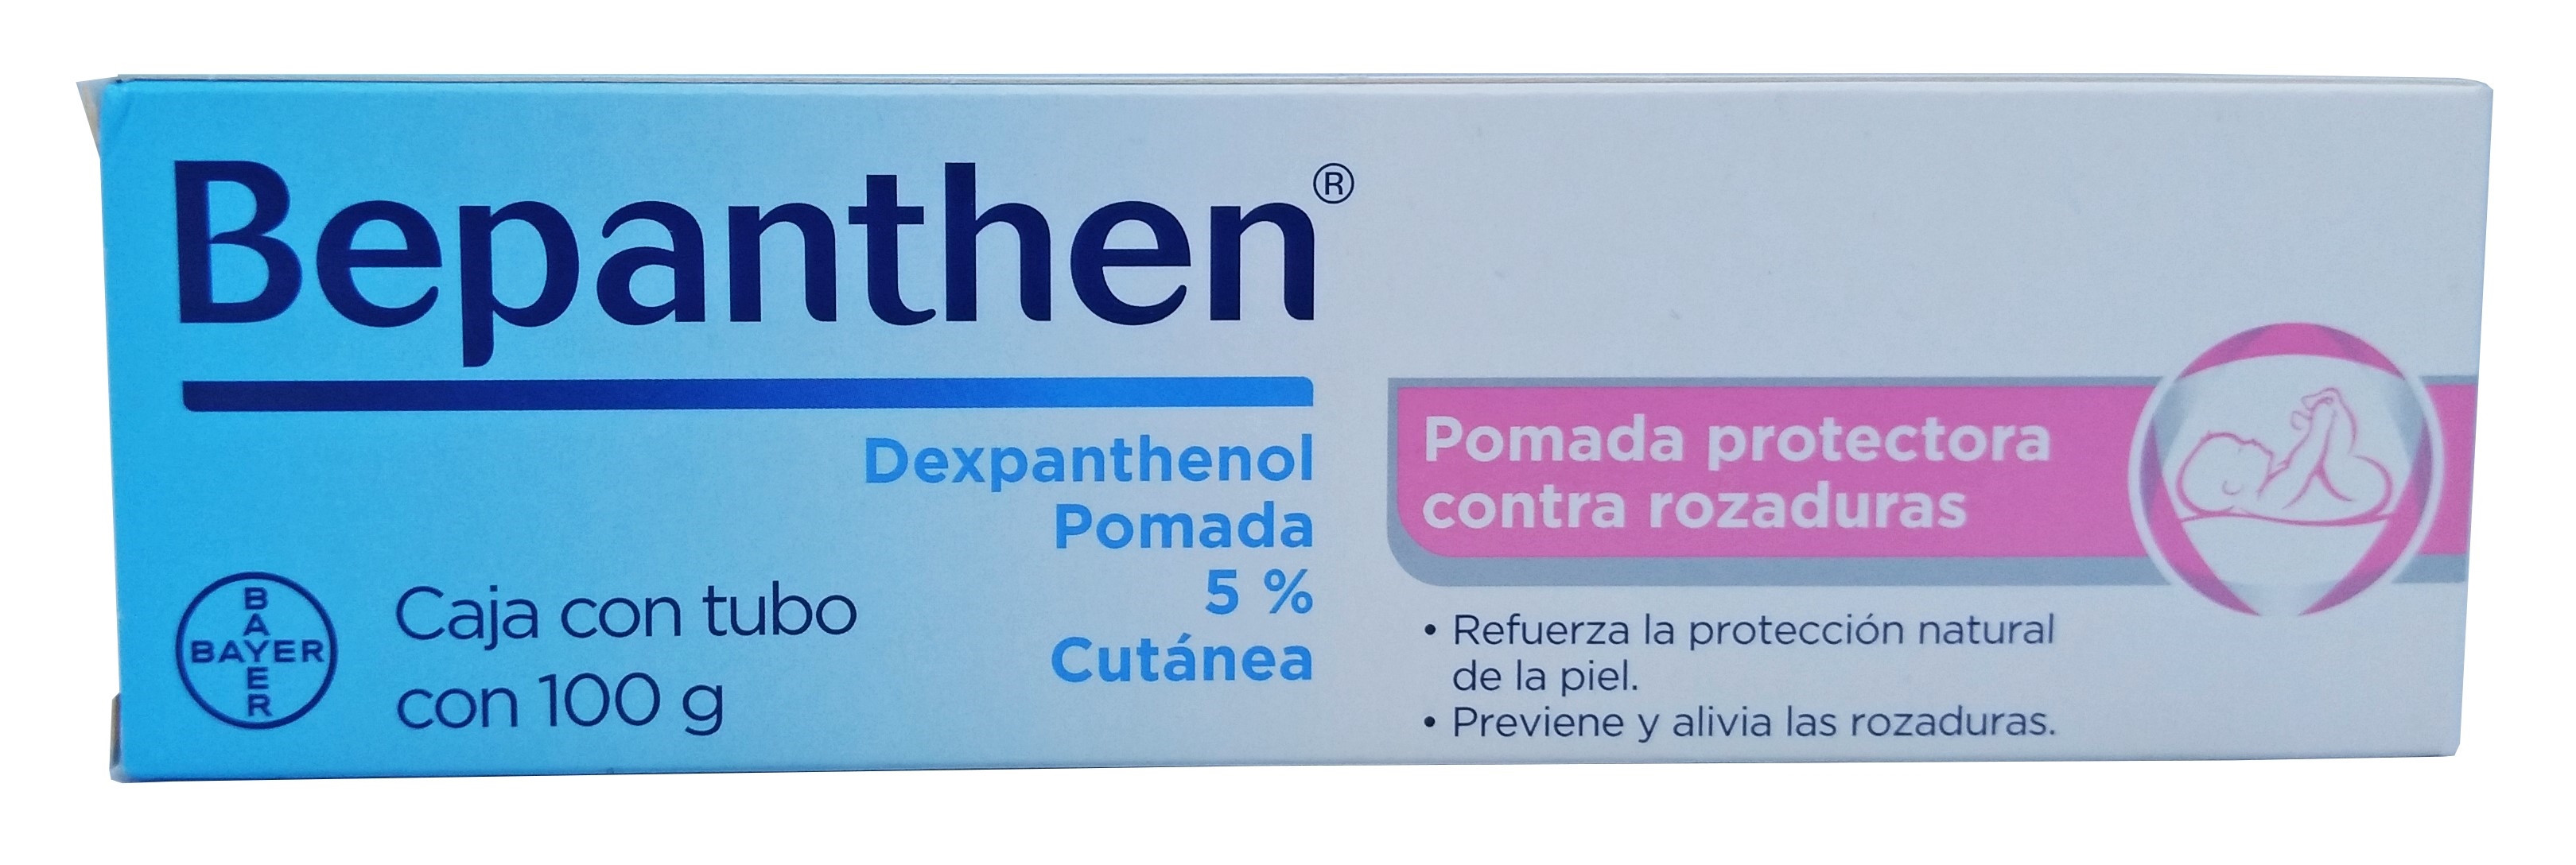 Bepanthen®
Dexpanthenol
Pomada
5 %
Cutánea
BAYER
BAYER
Caja con tubo
con 100 g
Pomada protectora
contra rozaduras
• Refuerza la protección natural
de la piel.
• Previene y alivia las rozaduras.